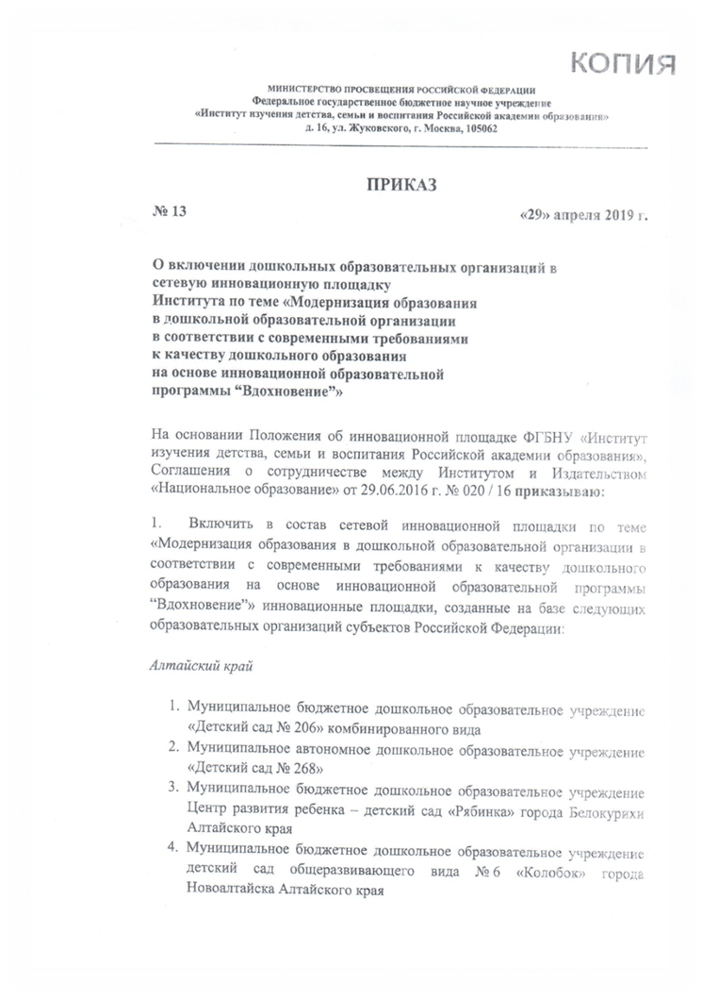 КОПИЯ
МИНИСТЕРСТВО ПРОСВЕЩЕНИЯ РОССИЙСКОЙ ФЕДЕРАЦИИ
Федеральное государственное бюджетное научное учреждение
«Институт изучения детства, семьи и воспитания Российской академии образования»
д. 16, ул. Жуковского, г. Москва, 105062
ПРИКАЗ
№ 13 «29» апреля 2019 г.
О включении дошкольных образовательных организаций в
сетевую инновационную площадку
Института по теме «Модернизация образования
в дошкольной образовательной организации
в соответствии с современными требованиями
к качеству дошкольного образования
на основе инновационной образовательной
программы “Вдохновение”»
На основании Положения об инновационной площадке ФГБНУ «Институт
изучения детства, семьи и воспитания Российской академии образования»,
Соглашения о сотрудничестве между Институтом и Издательством
«Национальное образование» от 29.06.2016 г. № 020 / 16 приказываю:
1. Включить в состав сетевой инновационной площадки по теме
«Модернизация образования в дошкольной образовательной организации в
соответствии с современными требованиями к качеству дошкольного
образования на основе инновационной образовательной программы
“Вдохновение”» инновационные площадки, созданные на базе следующих
образовательных организаций субъектов Российской Федерации:
Алтайский край
1. Муниципальное бюджетное дошкольное образовательное учреждение
«Детский сад № 206» комбинированного вида
2. Муниципальное автономное дошкольное образовательное учреждение
«Детский сад № 268»
3. Муниципальное бюджетное дошкольное образовательное учреждение
Центр развития ребенка – детский сад «Рябинка» города Белокурихи
Алтайского края
4. Муниципальное бюджетное дошкольное образовательное учреждение
детский сад общеразвивающего вида № 6 «Колобок» города
Новоалтайска Алтайского края